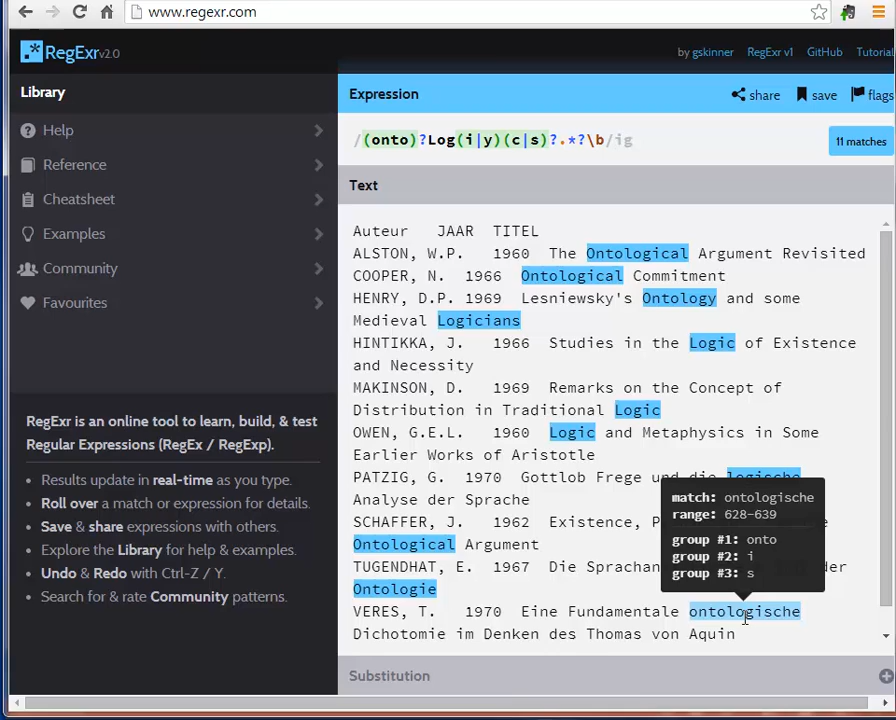 www.regexr.com
RegExr v2.0
by gskinner RegExr v1 GitHub Tutorial
Library
Help
Reference
Cheatsheet
Examples
Community
Favourites
RegExr is an online tool to learn, build, & test
Regular Expressions (RegEx / RegExp).
Results update in real-time as you type.
Roll over a match or expression for details.
Save & share expressions with others.
Explore the Library for help & examples.
Undo & Redo with Ctrl-Z / Y.
Search for & rate Community patterns.
Expression share save flags
/(onto)?Log(i|y)(c|s)?.*?\b/ig 11 matches
Text
Auteur JAAR TITEL
ALSTON, W.P. 1960 The Ontological Argument Revisited
COOPER, N. 1966 Ontological Commitment
HENRY, D.P. 1969 Lesniewsky's Ontology and some
Medieval Logicians
HINTIKKA, J. 1966 Studies in the Logic of Existence
and Necessity
MAKINSON, D. 1969 Remarks on the Concept of
Distribution in Traditional Logic
OWEN, G.E.L. 1960 Logic and Metaphysics in Some
Earlier Works of Aristotle
PATZIG, G. 1970 Gottlob Frege und die logische
Analyse der Sprache
SCHAFFER, J. 1962 Existence,
Ontological Argument
TUGENDHAT, E. 1967 Die Sprachan der
Ontologie
VERES, T. 1970 Eine Fundamentale ontologische
Dichotomie im Denken des Thomas von Aquin
match: ontologische
range: 628-639
group #1: onto
group #2: i
group #3: s
Substitution